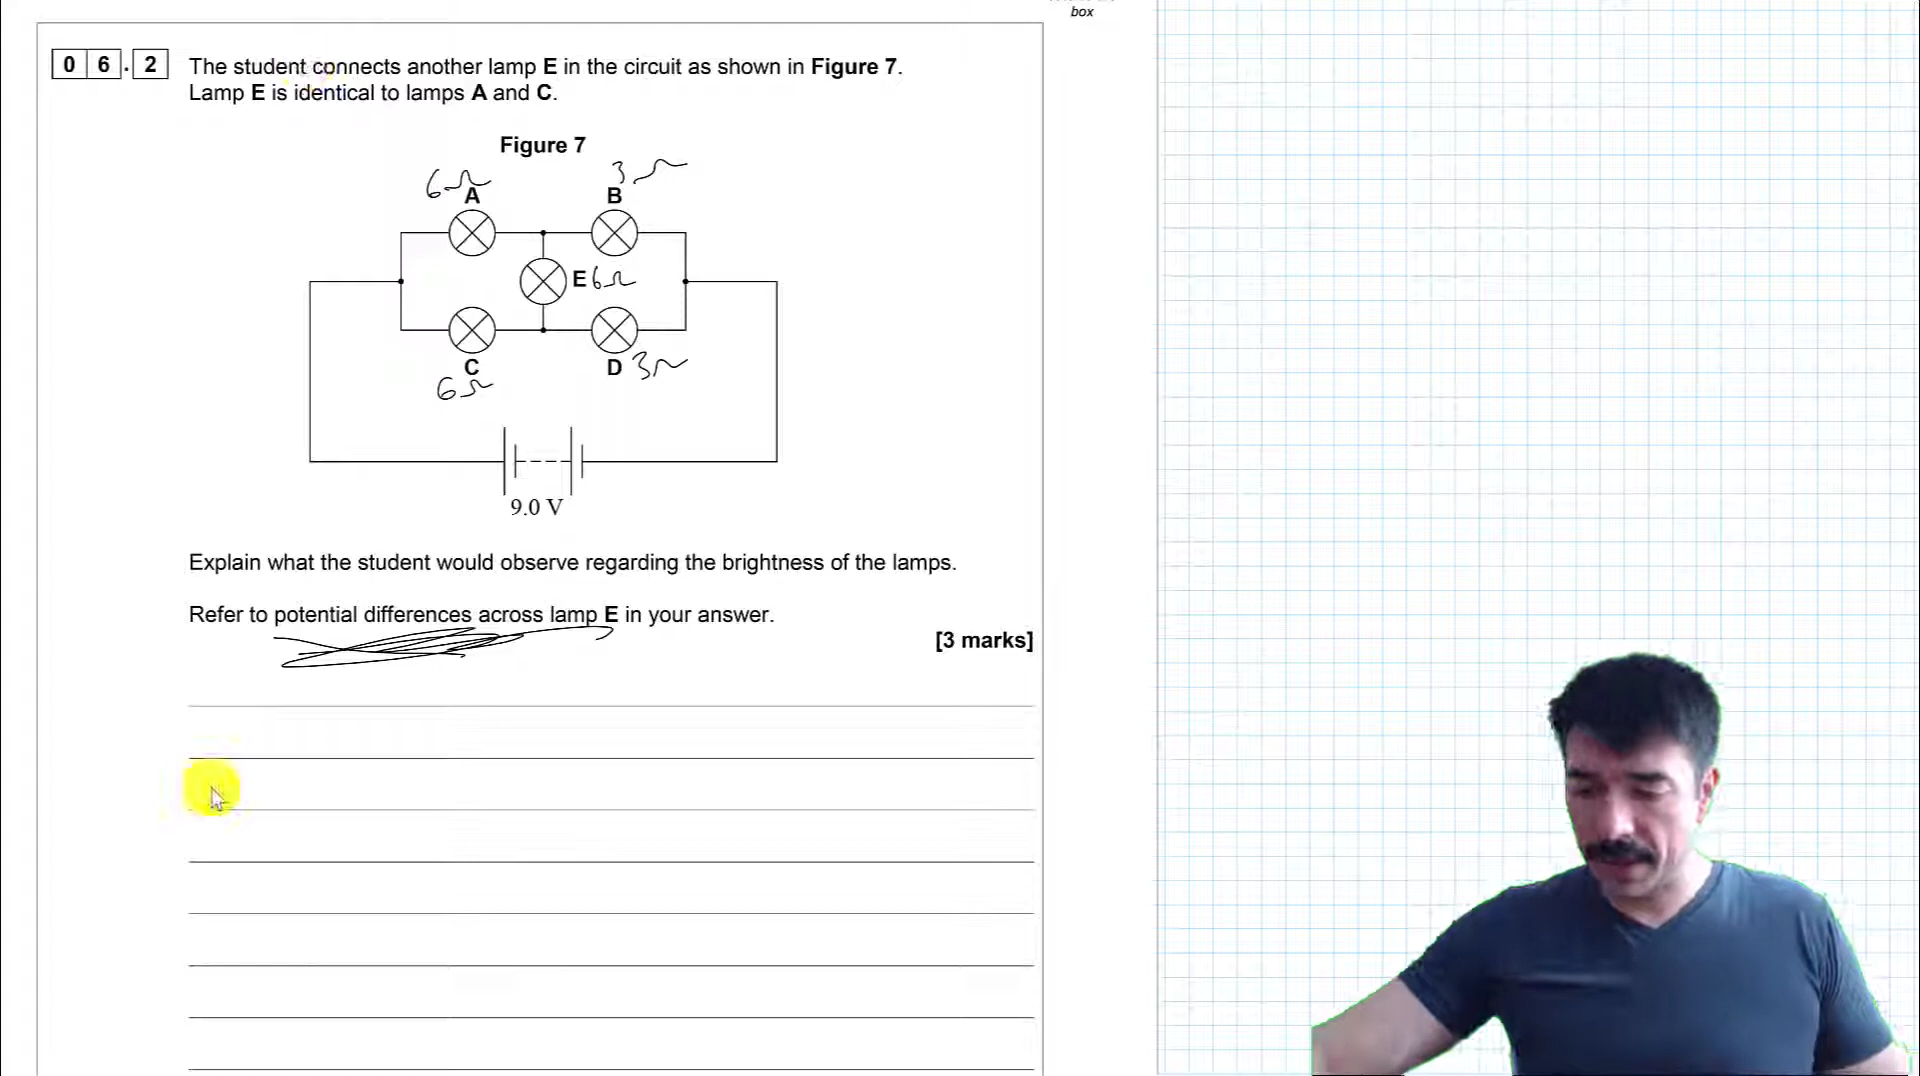 box
0 6 . 2 The student connects another lamp E in the circuit as shown in Figure 7.
Lamp E is identical to lamps A and C.
Figure 7
6Ω 3Ω
A B
E 6Ω
C D 3Ω
6Ω
9.0 V
Explain what the student would observe regarding the brightness of the lamps.
Refer to potential differences across lamp E in your answer.
[3 marks]